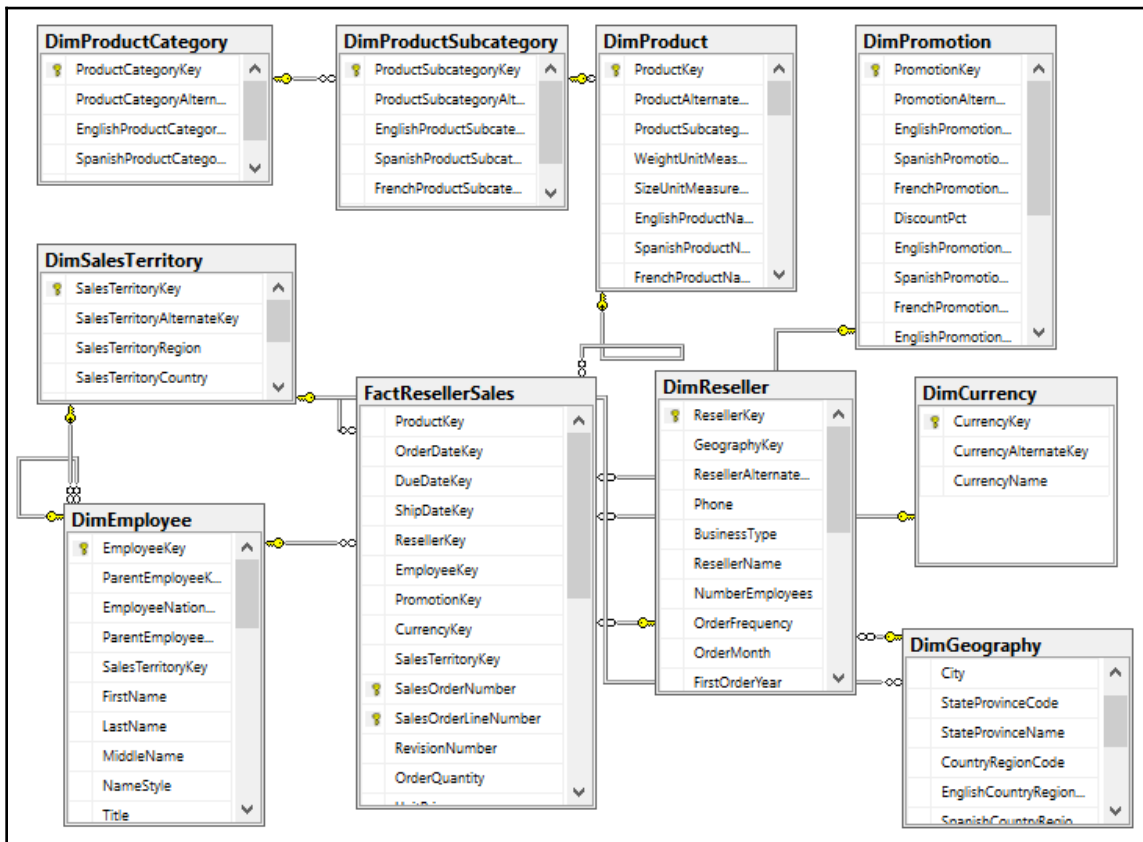 DimProductCategory
ProductCategoryKey
ProductCategoryAltern...
EnglishProductCategor...
SpanishProductCatego...
DimProductSubcategory
ProductSubcategoryKey
ProductSubcategoryAlt...
EnglishProductSubcate...
SpanishProductSubcat...
FrenchProductSubcate...
DimProduct
ProductKey
ProductAlternate...
ProductSubcateg...
WeightUnitMeas...
SizeUnitMeasure...
EnglishProductNa...
SpanishProductN...
FrenchProductNa...
DimPromotion
PromotionKey
PromotionAltern...
EnglishPromotion...
SpanishPromotio...
FrenchPromotion...
DiscountPct
EnglishPromotion...
SpanishPromotio...
FrenchPromotion...
EnglishPromotion...
DimSalesTerritory
SalesTerritoryKey
SalesTerritoryAlternateKey
SalesTerritoryRegion
SalesTerritoryCountry
FactResellerSales
ProductKey
OrderDateKey
DueDateKey
ShipDateKey
ResellerKey
EmployeeKey
PromotionKey
CurrencyKey
SalesTerritoryKey
SalesOrderNumber
SalesOrderLineNumber
RevisionNumber
OrderQuantity
DimReseller
ResellerKey
GeographyKey
ResellerAlternate...
Phone
BusinessType
ResellerName
NumberEmployees
OrderFrequency
OrderMonth
FirstOrderYear
DimCurrency
CurrencyKey
CurrencyAlternateKey
CurrencyName
DimEmployee
EmployeeKey
ParentEmployeeK...
EmployeeNation...
ParentEmployee...
SalesTerritoryKey
FirstName
LastName
MiddleName
NameStyle
Title
DimGeography
City
StateProvinceCode
StateProvinceName
CountryRegionCode
EnglishCountryRegion...
SpanishCountryRegio...